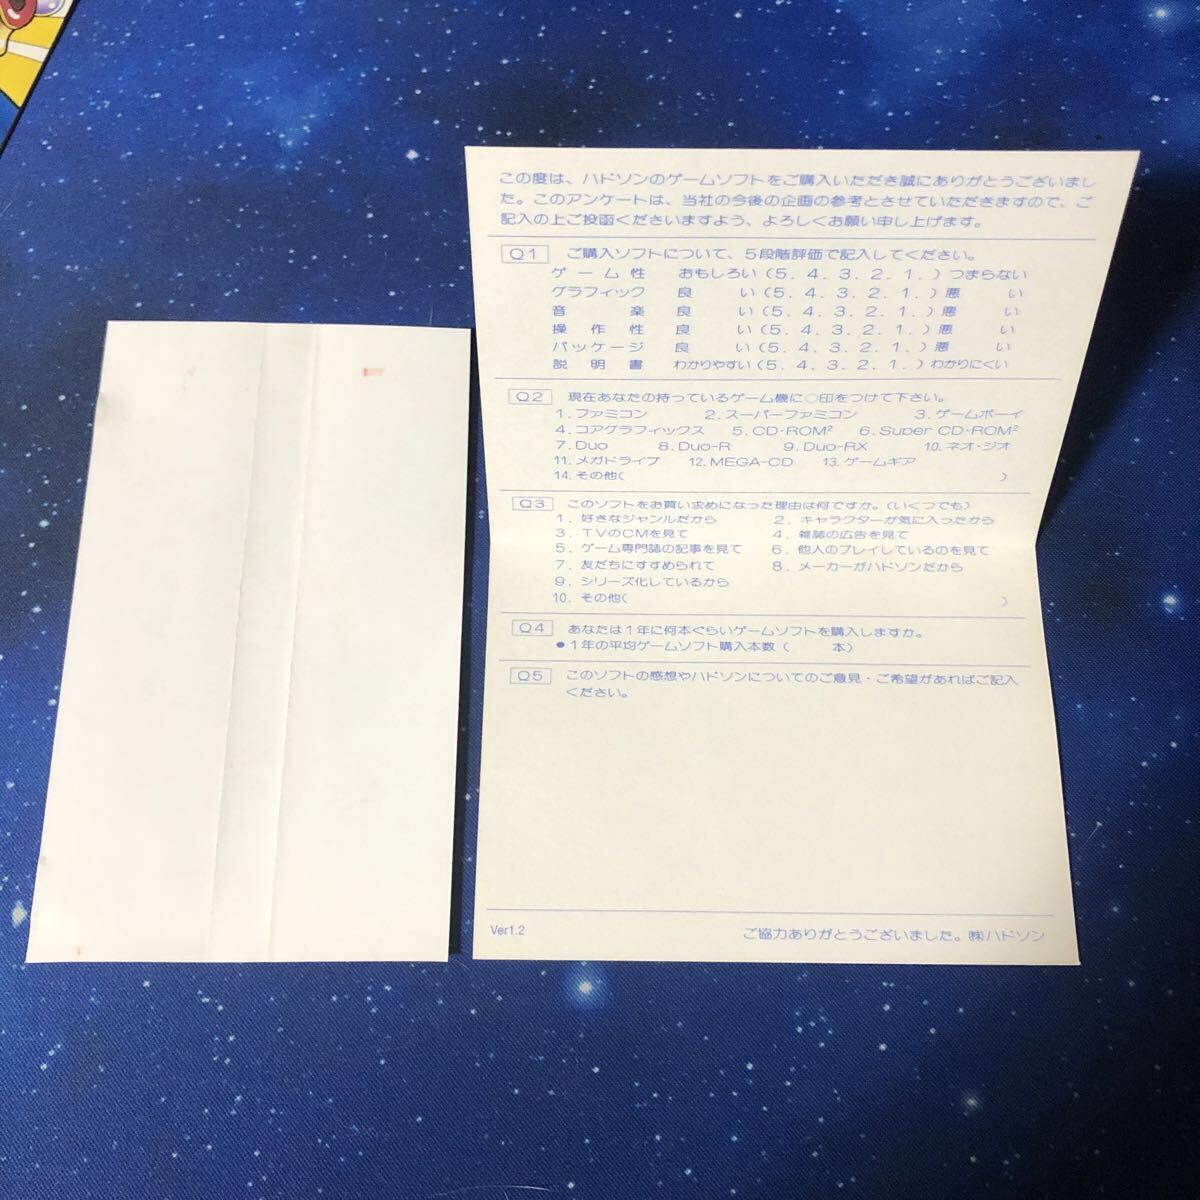 この度は、ハドソンのゲームソフトをご購入いただき誠にありがとうございまし
た。このアンケートは、当社の今後の企画の参考とさせていただきますので、ご
記入の上ご投函くださいますよう、よろしくお願い申し上げます。
Q1 ご購入ソフトについて、5段階評価で記入してください。
ゲーム性 おもしろい(5．4．3．2．1．)つまらない
グラフィック 良い(5．4．3．2．1．)悪い
音楽 良い(5．4．3．2．1．)悪い
操作性 良い(5．4．3．2．1．)悪い
パッケージ 良い(5．4．3．2．1．)悪い
説明書 わかりやすい(5．4．3．2．1．)わかりにくい
Q2 現在あなたの持っているゲーム機に○印をつけて下さい。
1．ファミコン 2．スーパーファミコン 3．ゲームボーイ
4．コアグラフィックス 5．CD-ROM² 6．Super CD-ROM²
7．Duo 8．Duo-R 9．Duo-RX 10．ネオ・ジオ
11．メガドライブ 12．MEGA-CD 13．ゲームギア
14．その他( )
Q3 このソフトをお買い求めになった理由は何ですか。(いくつでも)
1．好きなジャンルだから 2．キャラクターが気に入ったから
3．TVのCMを見て 4．雑誌の広告を見て
5．ゲーム専門誌の記事を見て 6．他人のプレイしているのを見て
7．友だちにすすめられて 8．メーカーがハドソンだから
9．シリーズ化しているから
10．その他( )
Q4 あなたは1年に何本ぐらいゲームソフトを購入しますか。
●1年の平均ゲームソフト購入本数( 本)
Q5 このソフトの感想やハドソンについてのご意見・ご希望があればご記入
ください。
Ver1.2 ご協力ありがとうございました。㈱ハドソン